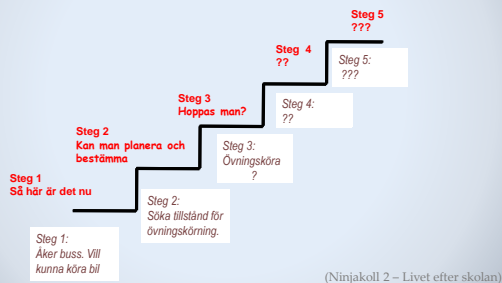 Steg 5
???
Steg 4
??
Steg 5:
???
Steg 3
Hoppas man?
Steg 4:
??
Steg 2
Kan man planera och
bestämma
Steg 3:
Övningsköra
?
Steg 1
Så här är det nu
Steg 2:
Söka tillstånd för
övningskörning.
Steg 1:
Åker buss. Vill
kunna köra bil
(Ninjakoll 2 – Livet efter skolan)